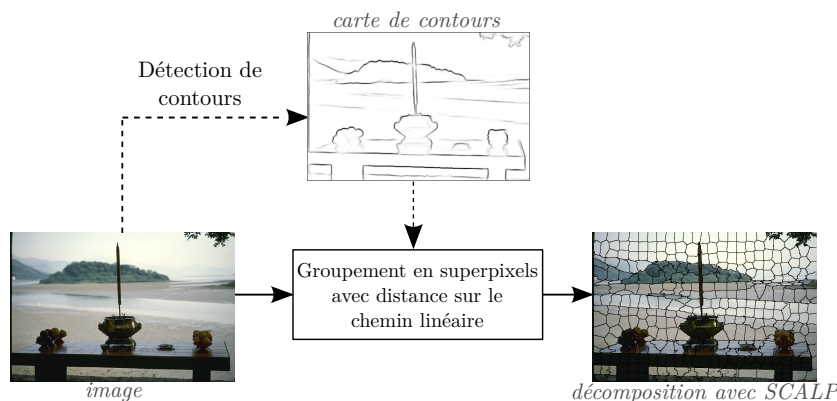 carte de contours
Détection de
contours
Groupement en superpixels
avec distance sur le
chemin linéaire
image
décomposition avec SCALP